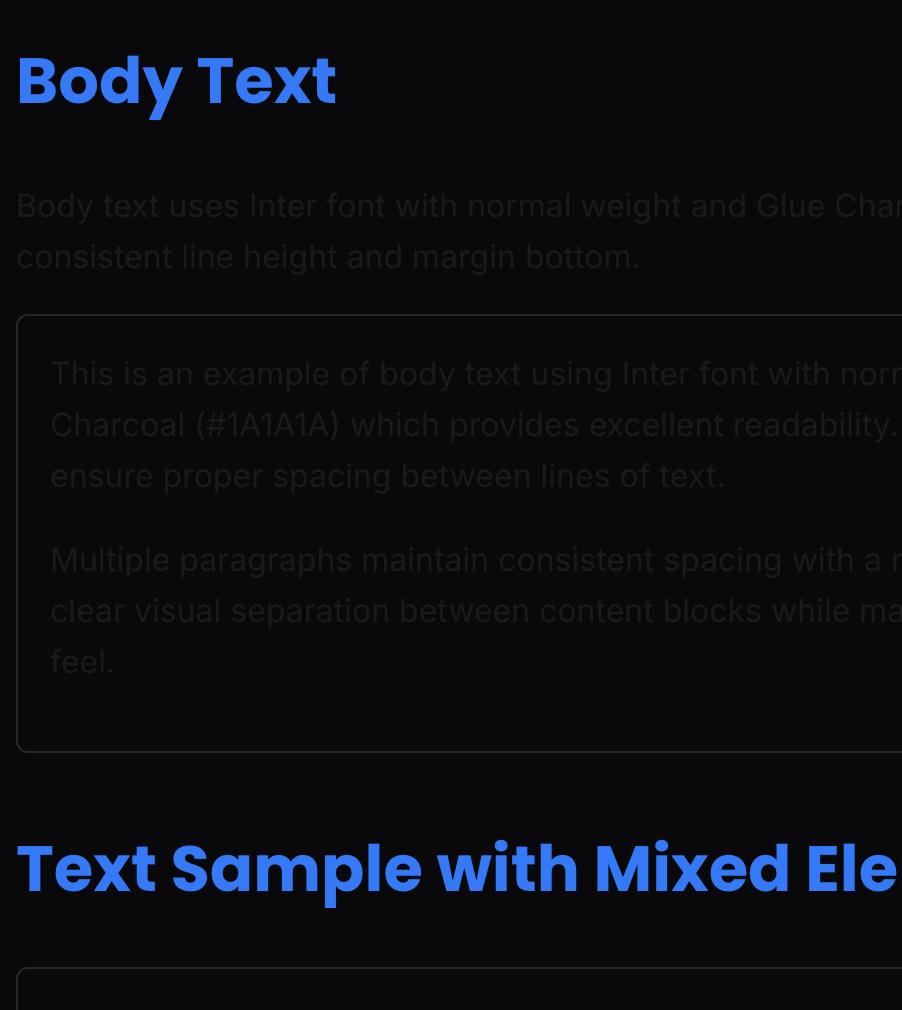 Body Text
Body text uses Inter font with normal weight and Glue
consistent line height and margin bottom.
This is an example of body text using Inter font with
Charcoal (#1A1A1A) which provides excellent readability.
ensure proper spacing between lines of text.
Multiple paragraphs maintain consistent spacing with a
clear visual separation between content blocks while
feel.
Text Sample with Mixed Ele